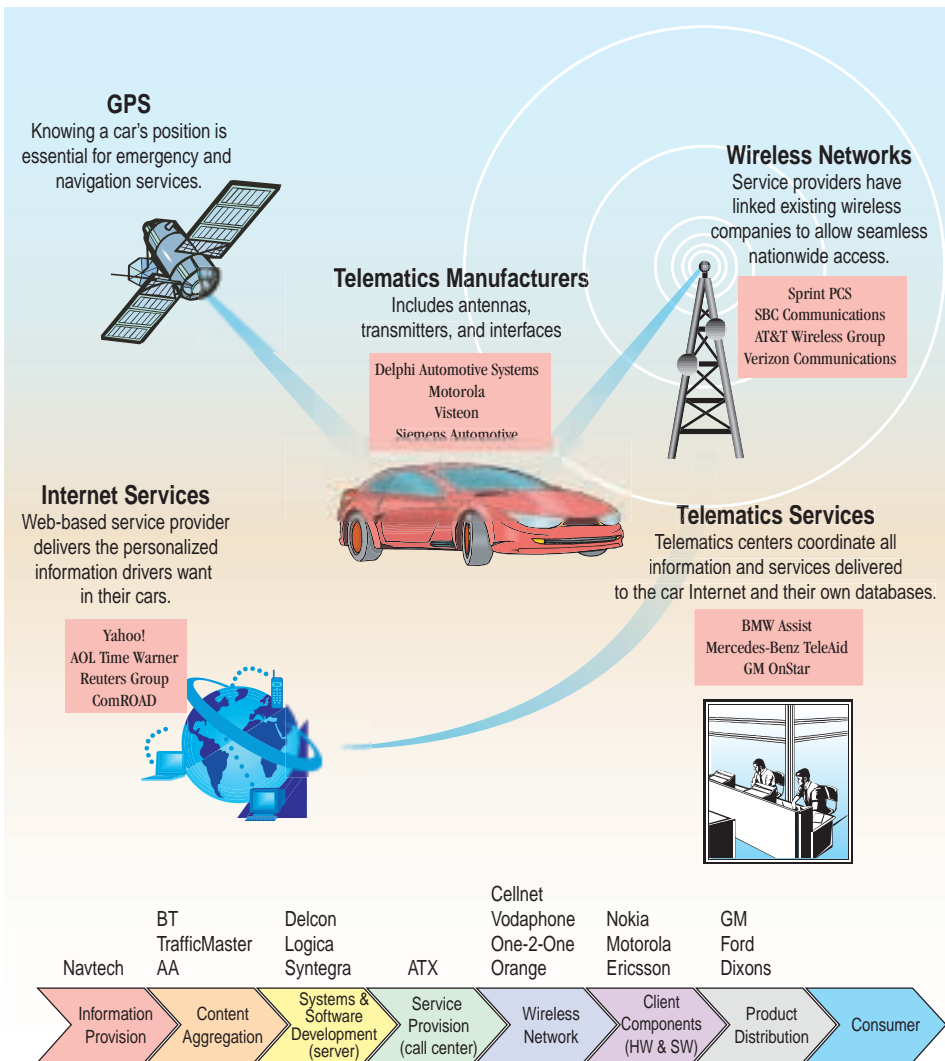 GPS
Knowing a car's position is
essential for emergency and
navigation services.
Wireless Networks
Service providers have
linked existing wireless
companies to allow seamless
nationwide access.
Sprint PCS
SBC Communications
AT&T Wireless Group
Verizon Communications
Telematics Manufacturers
Includes antennas,
transmitters, and interfaces
Delphi Automotive Systems
Motorola
Visteon
Siemens Automotive
Internet Services
Web-based service provider
delivers the personalized
information drivers want
in their cars.
Yahoo!
AOL Time Warner
Reuters Group
ComROAD
Telematics Services
Telematics centers coordinate all
information and services delivered
to the car Internet and their own databases.
BMW Assist
Mercedes-Benz TeleAid
GM OnStar
Navtech
BT
TrafficMaster
AA
Delcon
Logica
Syntegra
ATX
Cellnet
Vodaphone
One-2-One
Orange
Nokia
Motorola
Ericsson
GM
Ford
Dixons
Information
Provision
Content
Aggregation
Systems &
Software
Development
(server)
Service
Provision
(call center)
Wireless
Network
Client
Components
(HW & SW)
Product
Distribution
Consumer